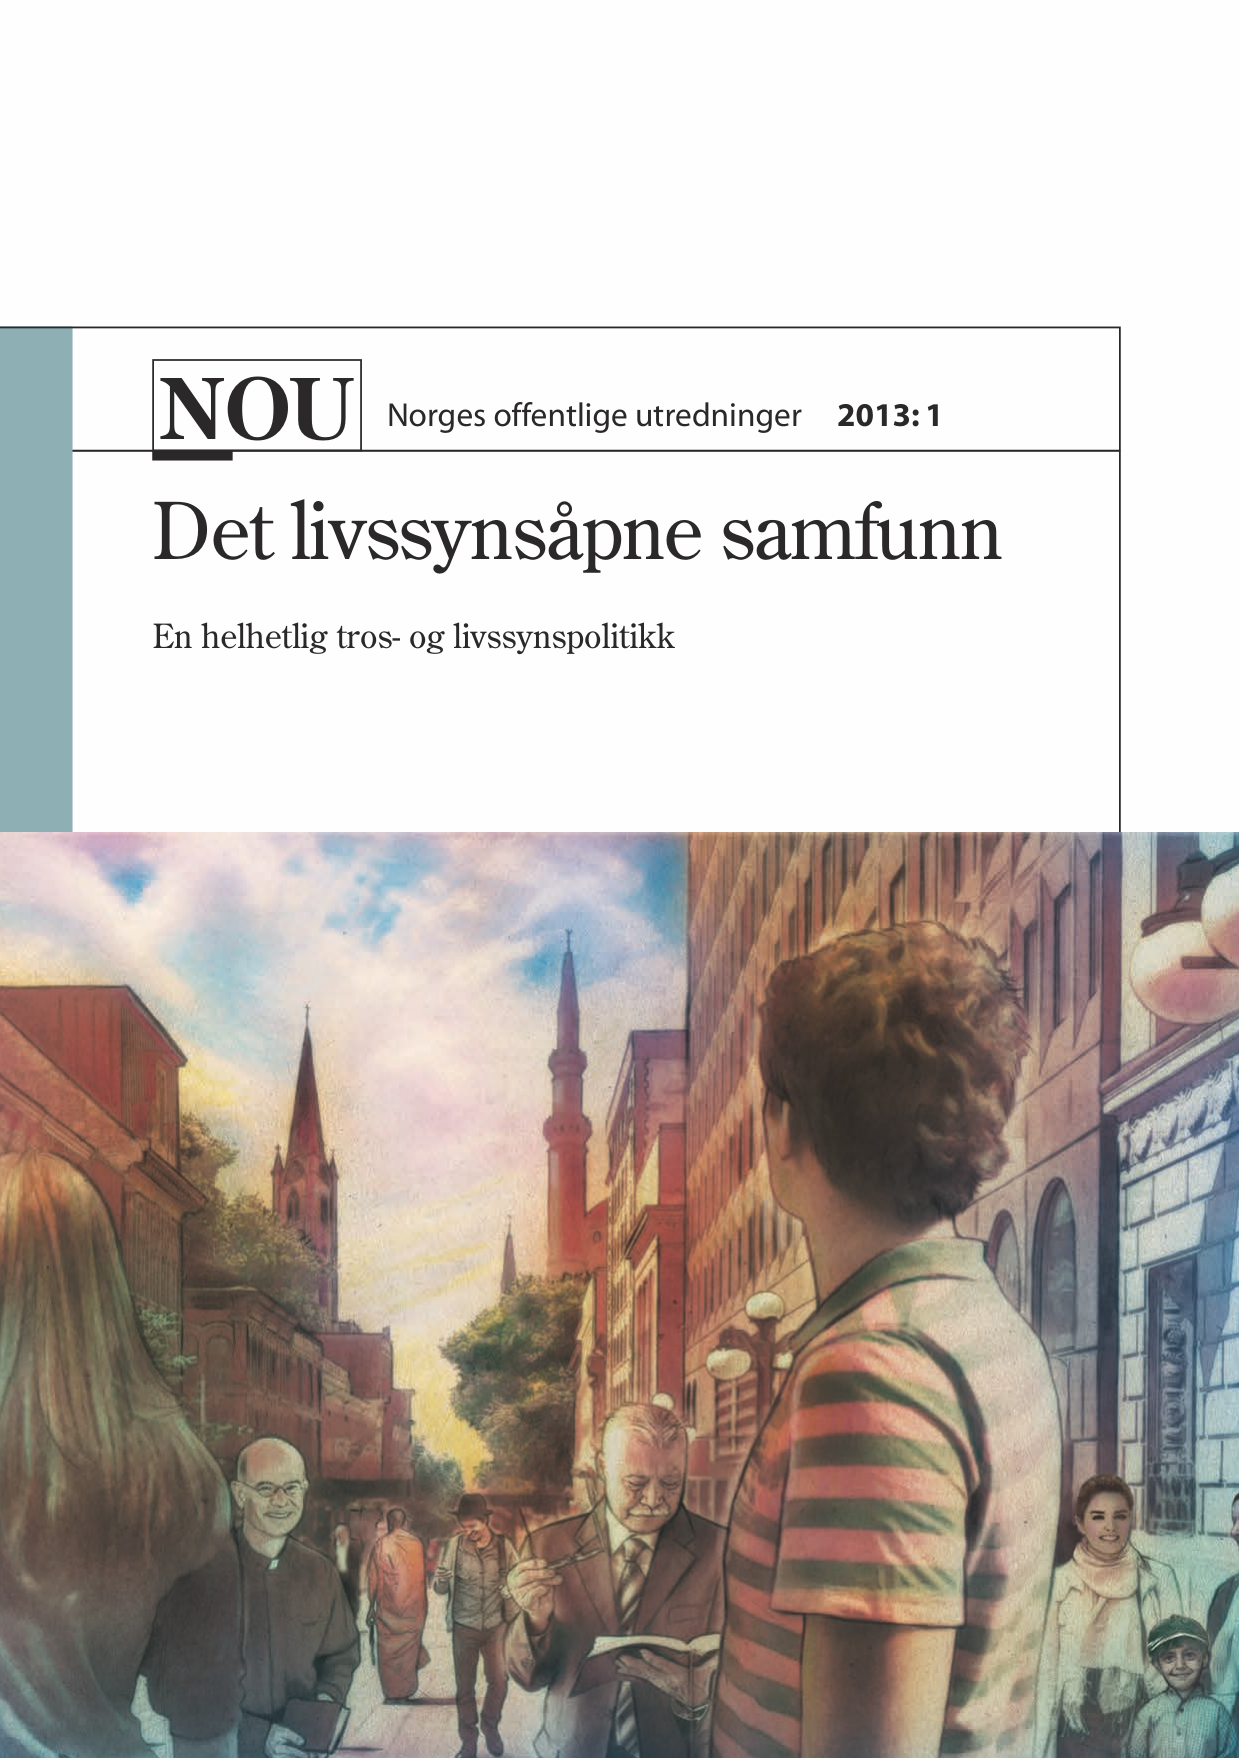 NOU Norges offentlige utredninger 2013: 1
Det livssynsåpne samfunn
En helhetlig tros- og livssynspolitikk